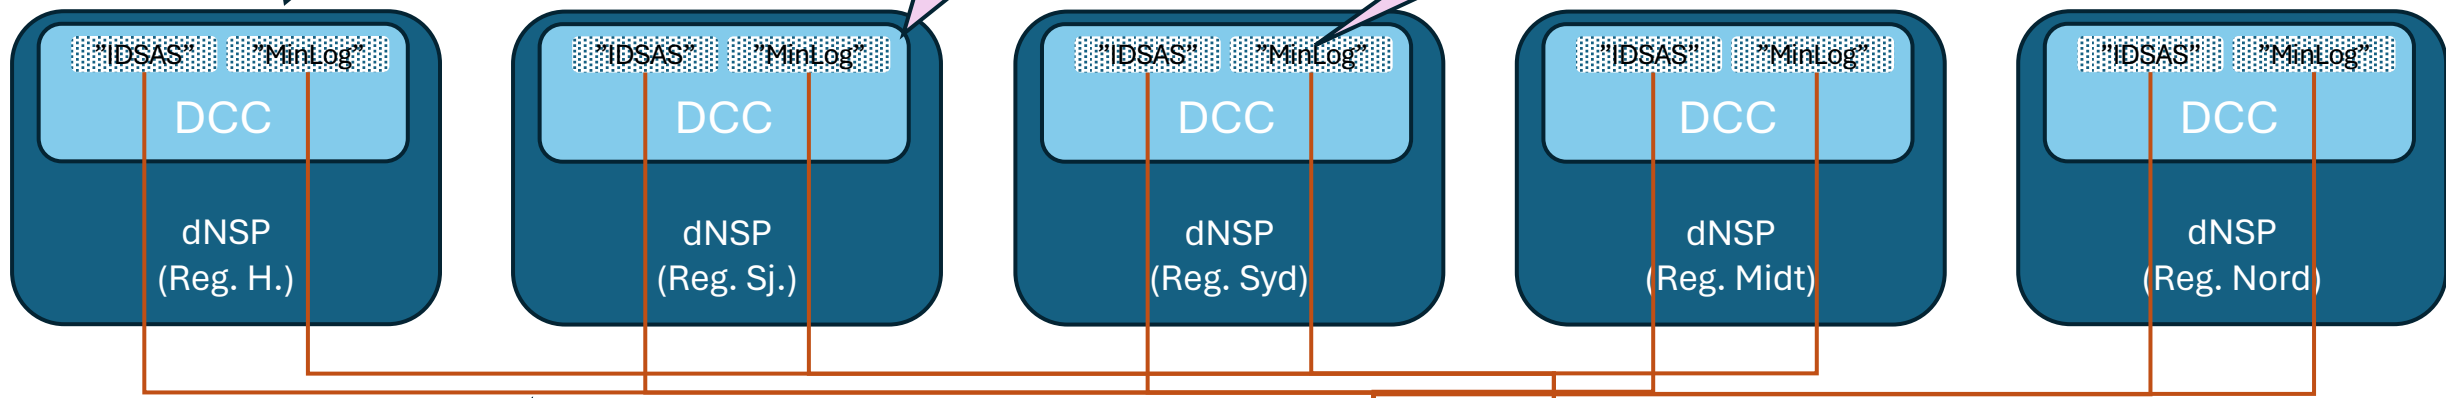 "IDSAS" "MinLog" "IDSAS" "MinLog" "IDSAS" "MinLog" "IDSAS" "MinLog" "IDSAS" "MinLog"
DCC DCC DCC DCC DCC
dNSP dNSP dNSP dNSP dNSP
(Reg. H.) (Reg. Sj.) (Reg. Syd) (Reg. Midt) (Reg. Nord)